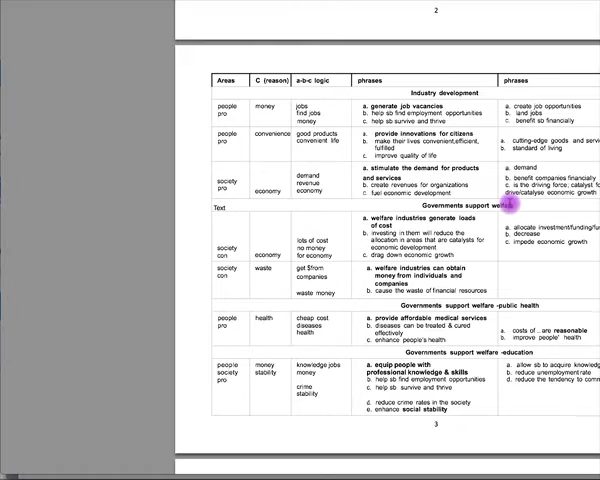 2
Areas C (reason) a-b-c logic phrases phrases
Industry development
people money jobs a. generate job vacancies a. create job opportunities
pro find jobs b. help sb find employment opportunities b. land jobs
money c. help sb survive and thrive c. benefit so financially
people convenience good products a. provide innovations for citizens
pro convenient life b. make their lives convenient,efficient, a. cutting-edge goods and
fulfilled b. standard of living
c. improve quality of life
a. stimulate the demand for products a. demand
society demand and services b. benefit companies financially
pro revenue b. create revenues for organizations c. is the driving force, catalyst
economy economy c. fuel economic development drive/catalyse economic growth
Text Governments support welfare
a. welfare industries generate loads
of cost a. allocate investment/funding
lots of cost b. investing in them will reduce the b. decrease
society no money allocation in areas that are catalysts for c. impede economic growth
con economy for economy economic development
c. drag down economic growth
society waste get $from a. welfare industries can obtain
con companies money from individuals and
companies
waste money b. cause the waste of financial resources
Governments support welfare -public health
people health cheap cost a. provide affordable medical services
pro diseases b. diseases can be treated & cured
health effectively a. costs of .. are reasonable
c. enhance people's health b. improve people' health
Governments support welfare -education
people money knowledge jobs a. equip people with a. allow sb to acquire
society stability money professional knowledge & skills b. reduce unemployment rate
pro b. help sb find employment opportunities d. reduce the tendency to
crime c. help sb survive and thrive
stability
d. reduce crime rates in the society
e. enhance social stability
3